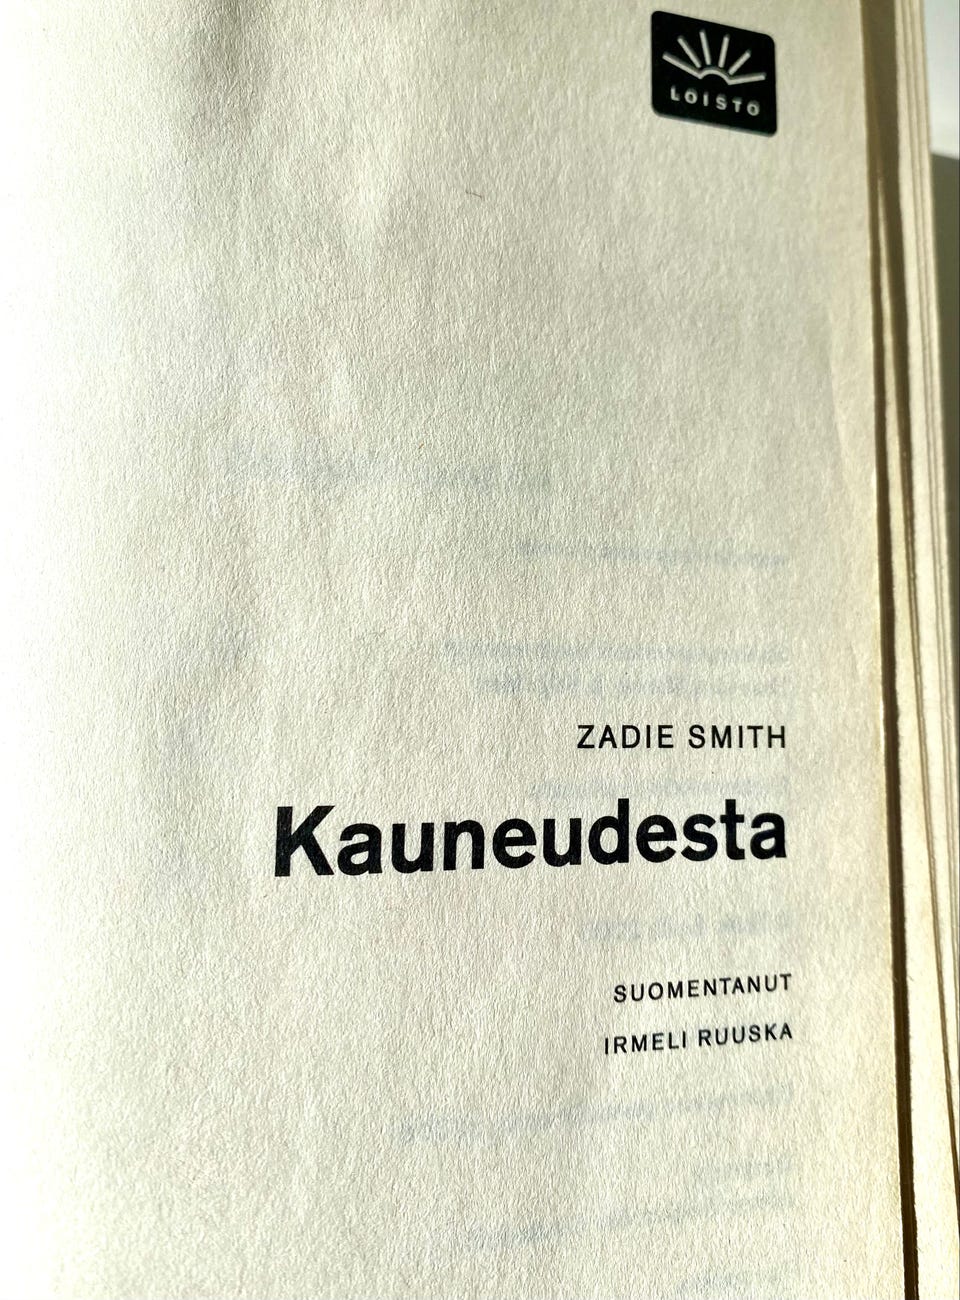 LOISTO
ZADIE SMITH
Kauneudesta
SUOMENTANUT
IRMELI RUUSKA